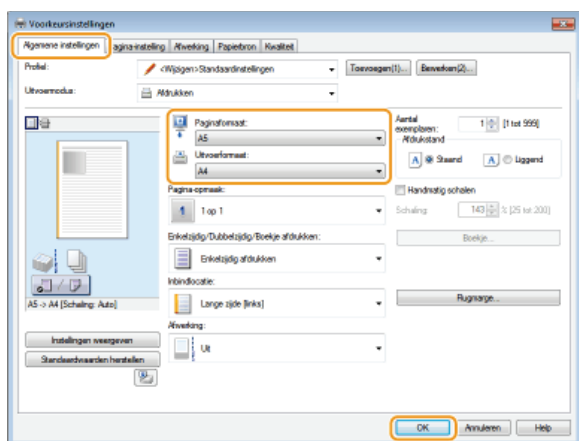 Voorkeursinstellingen
Algemene instellingen Pagina-instelling Afwerking Papierbron Kwaliteit
Profiel: <Wijzigen>Standaardinstellingen Toevoegen(1)... Bewerken(2)...
Uitvoermodus: Afdrukken
Paginaformaat:
A5
Uitvoerformaat:
A4
Aantal exemplaren: 1 [1 tot 999]
Afdrukstand
A Staand A Liggend
Pagina-opmaak:
1 1 op 1
Handmatig schalen
Schaling: 143 % [25 tot 200]
Enkelzijdig/Dubbelzijdig/Boekje afdrukken:
Enkelzijdig afdrukken
Boekje...
A5 -> A4 [Schaling: Auto]
Inbindlocatie:
Lange zijde [links]
Rugmarge...
Afwerking:
Uit
Instellingen weergeven
Standaardwaarden herstellen
OK Annuleren Help